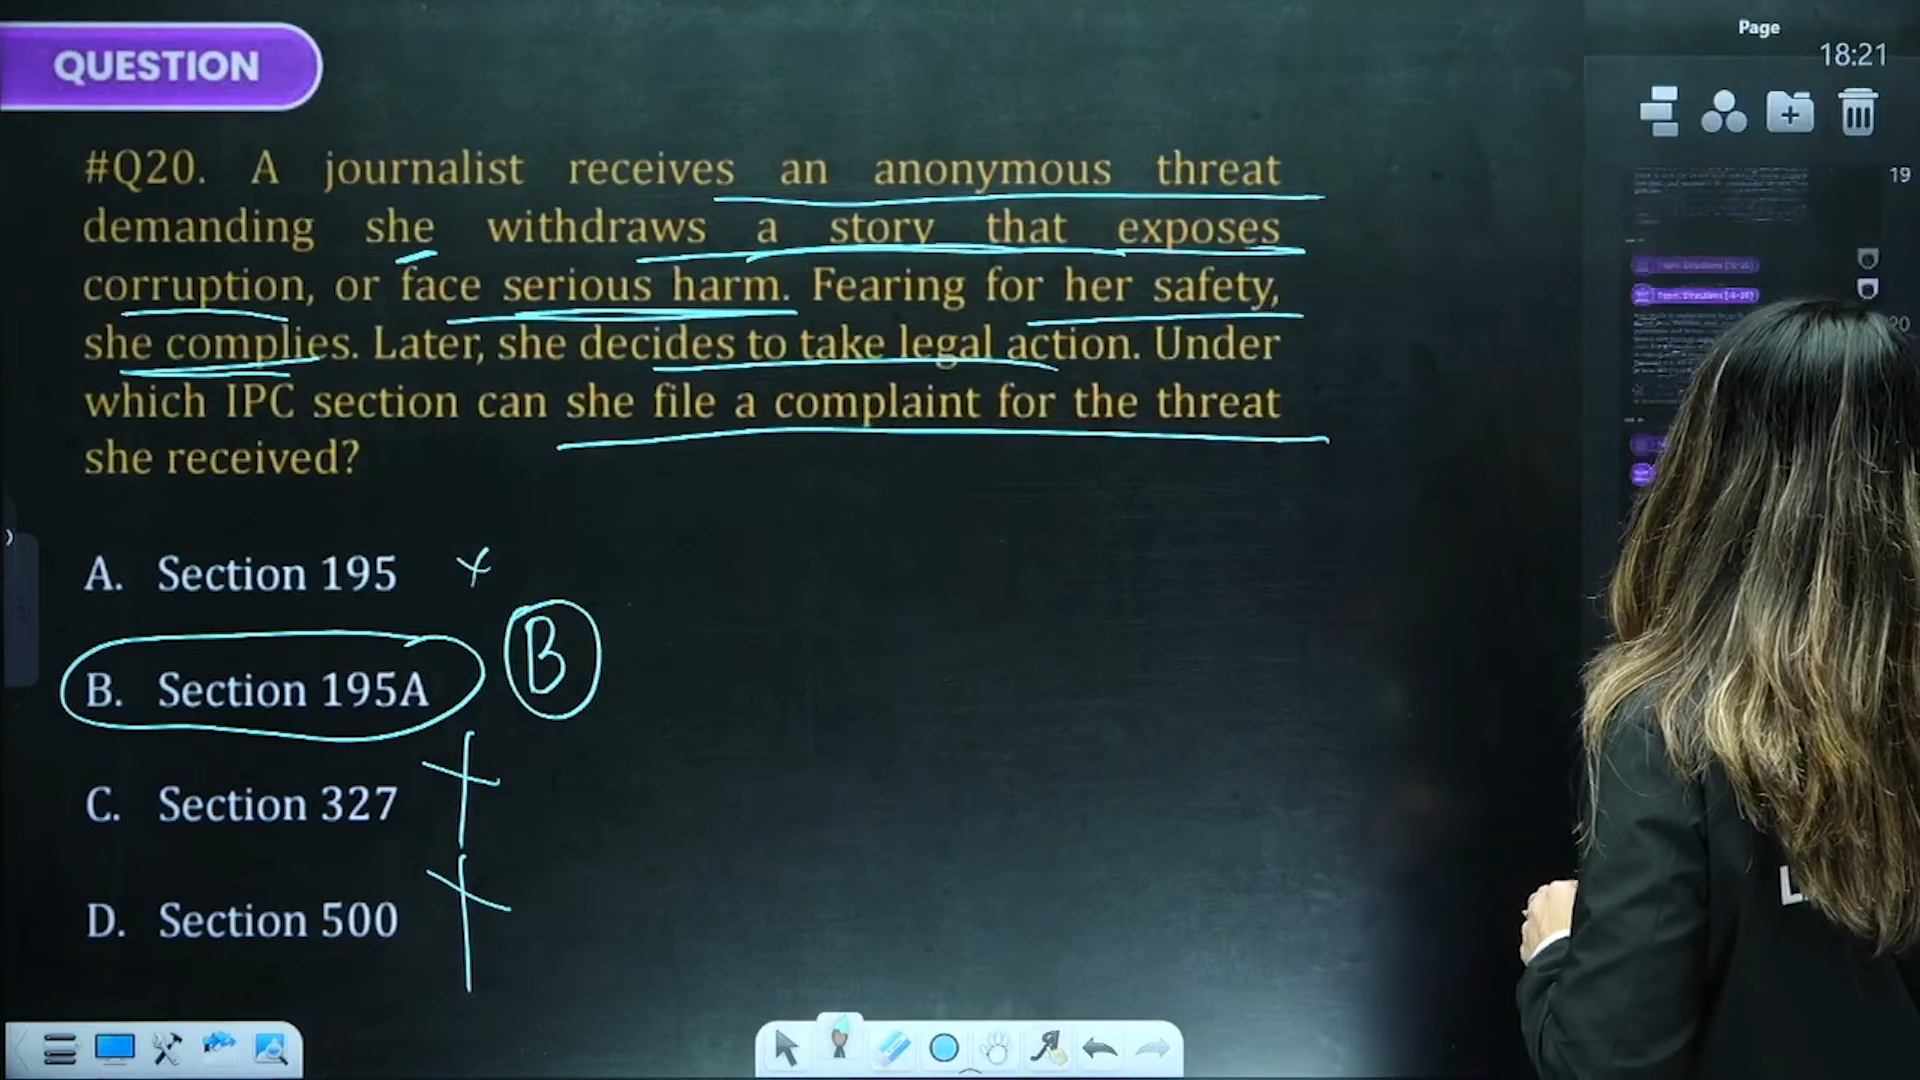 QUESTION
Page
18:21
#Q20. A journalist receives an anonymous threat
demanding she withdraws a story that exposes
corruption, or face serious harm. Fearing for her safety,
she complies. Later, she decides to take legal action. Under
which IPC section can she file a complaint for the threat
she received?
19
20
A. Section 195
B. Section 195A
B
C. Section 327
D. Section 500